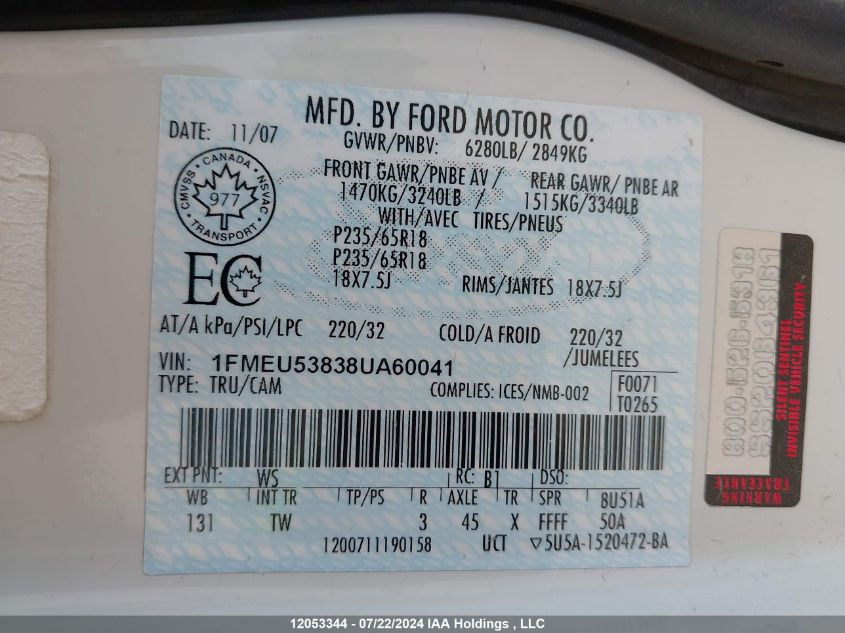 MFD. BY FORD MOTOR CO.
DATE: 11/07
GVWR/PNBV: 6280LB/ 2849KG
FRONT GAWR/PNBE AV / REAR GAWR/ PNBE AR
1470KG/3240LB / 1515KG/3340LB
WITH/AVEC TIRES/PNEUS
P235/65R18
P235/65R18
18X7.5J RIMS/JANTES 18X7.5J
CANADA
CMVSS NSVAC
977
TRANSPORT
EC
AT/A kPa/PSI/LPC 220/32 COLD/A FROID 220/32
/JUMELEES
VIN: 1FMEU53838UA60041
TYPE: TRU/CAM COMPLIES: ICES/NMB-002 F0071
T0265
EXT PNT: WS RC: B1 DSO:
WB INT TR TP/PS R AXLE TR SPR 8U51A
131 TW 3 45 X FFFF 50A
1200711190158 UCT ▽5U5A-1520472-BA
SILENT SENTINEL
INVISIBLE VEHICLE SECURITY
WARNING
TRACEABLE
12053344 - 07/22/2024 IAA Holdings , LLC